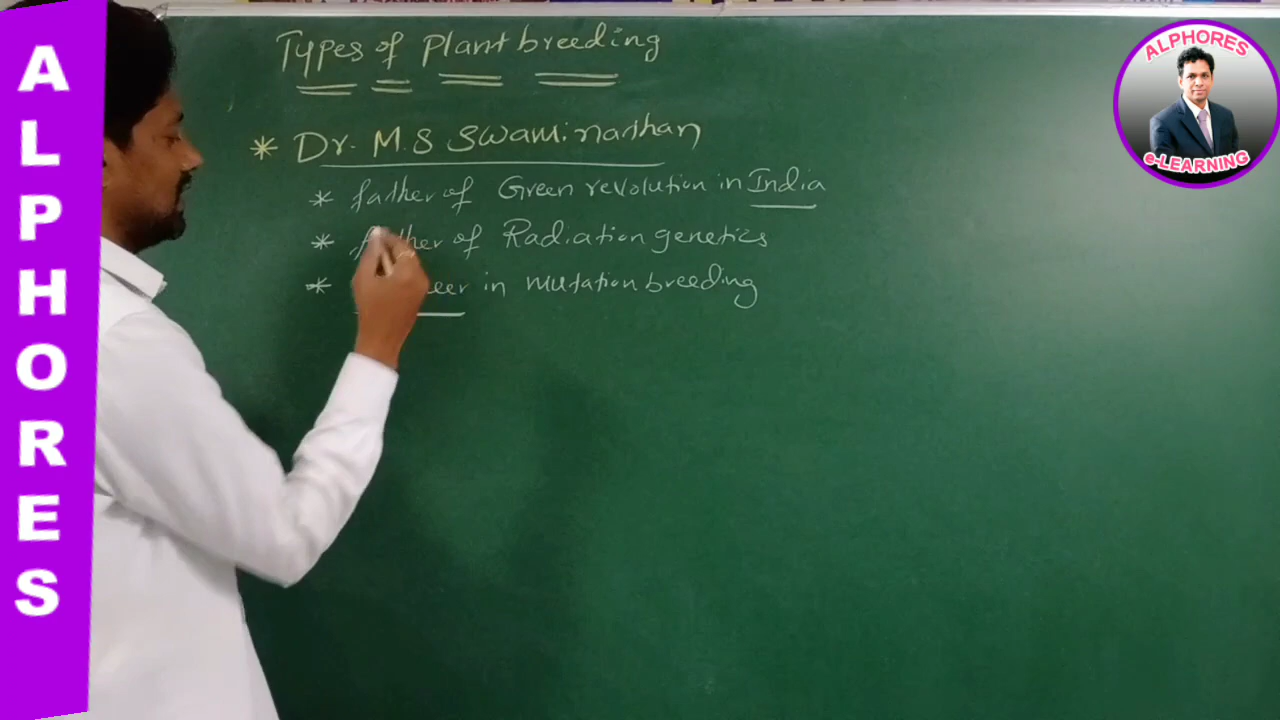 ALPHORES
Types of Plant breeding
* Dr. M.S Swaminathan
* father of Green revolution in India
* father of Radiation genetics
* in mutation breeding
ALPHORES
e-LEARNING